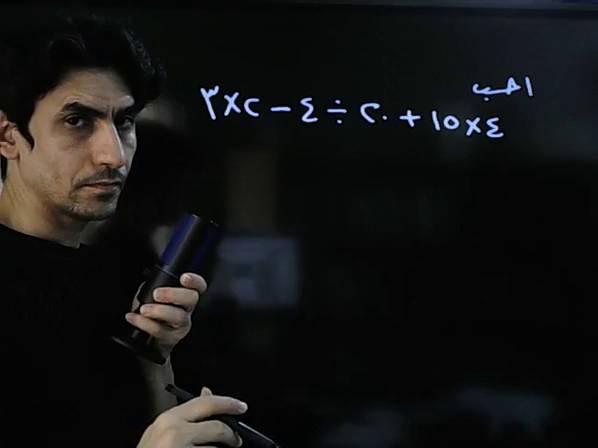 احسب
٤ × ١٥ + ٢٠ ÷ ٤ − ٢ × ٣